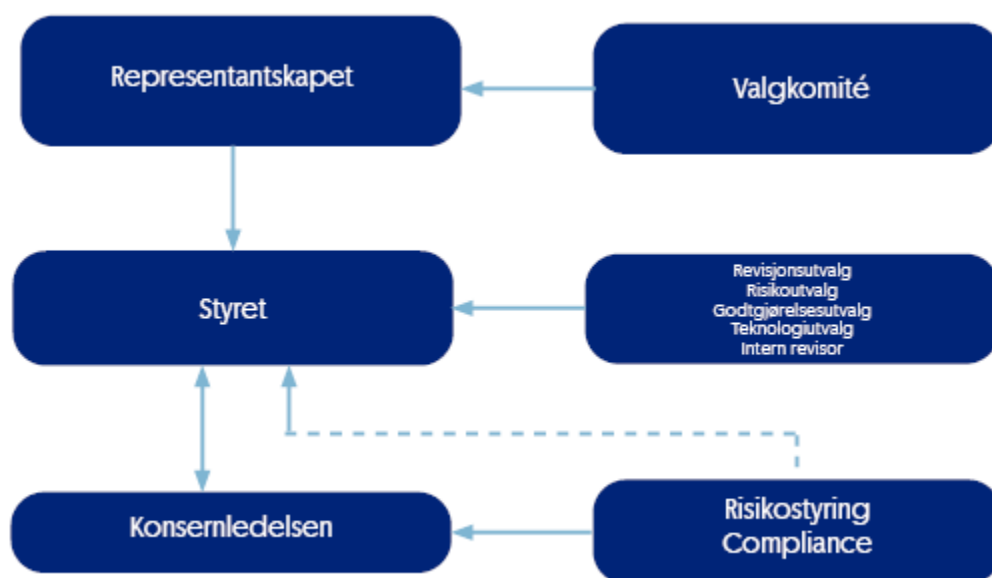 Representantskapet
Valgkomité
Styret
Revisjonsutvalg
Risikoutvalg
Godtgjørelsesutvalg
Teknologiutvalg
Intern revisor
Konsernledelsen
Risikostyring
Compliance